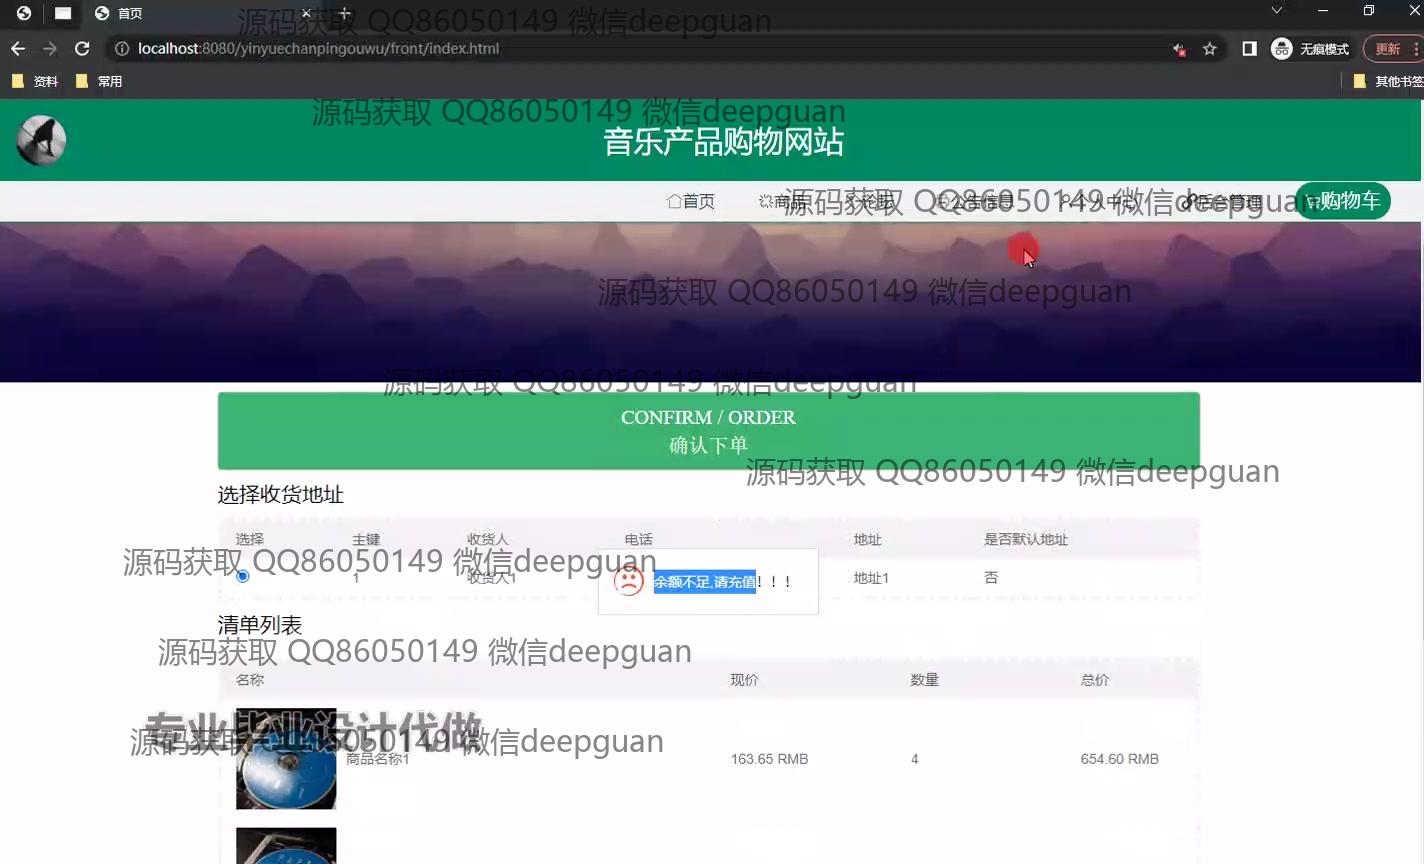 首页
localhost:8080/yinyuechanpingouwu/front/index.html
无痕模式
更新
资料
常用
其他书签
源码获取 QQ86050149 微信deepguan
源码获取 QQ86050149 微信deepguan
音乐产品购物网站
首页
商品
论坛
公告信息
个人中心
后台管理
购物车
源码获取 QQ86050149 微信deepguan
源码获取 QQ86050149 微信deepguan
源码获取 QQ86050149 微信deepguan
CONFIRM / ORDER
确认下单
源码获取 QQ86050149 微信deepguan
选择收货地址
选择 主键 收货人 电话 地址 是否默认地址
源码获取 QQ86050149 微信deepguan
1 收货人1 地址1 否
余额不足,请充值！！！
清单列表
源码获取 QQ86050149 微信deepguan
名称 现价 数量 总价
专业毕业设计代做
源码获取 QQ86050149 微信deepguan
商品名称1 163.65 RMB 4 654.60 RMB